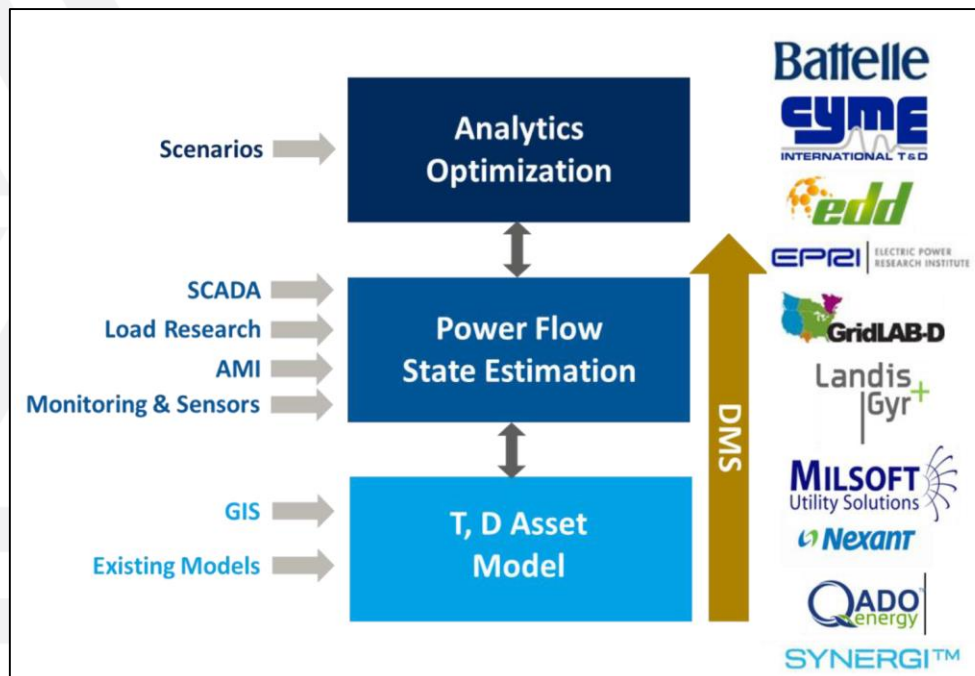 Scenarios
Analytics
Optimization
SCADA
Load Research
AMI
Monitoring & Sensors
Power Flow
State Estimation
GIS
Existing Models
T, D Asset
Model
DMS
Battelle
CYME
INTERNATIONAL T&D
edd
EPRI | ELECTRIC POWER
RESEARCH INSTITUTE
GridLAB-D
Landis
Gyr+
MILSOFT
Utility Solutions
Nexant
QADO
energy
SYNERGI™